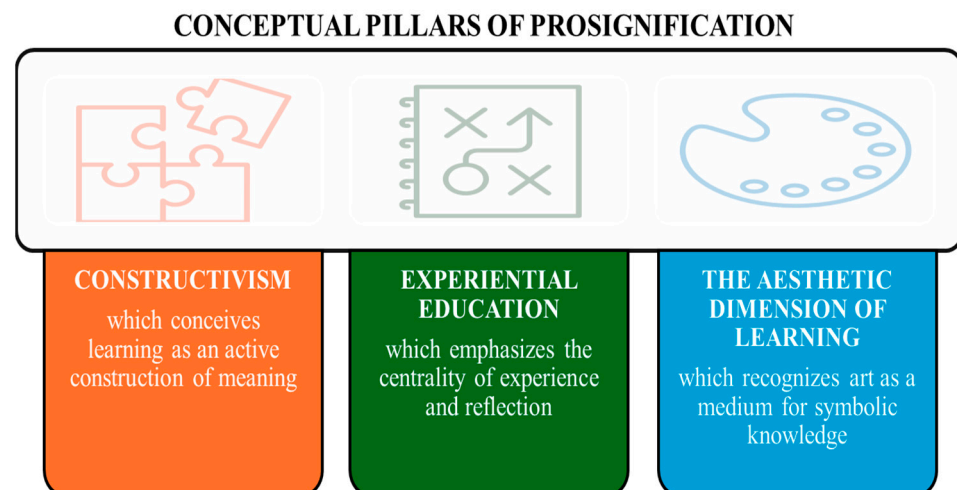 CONCEPTUAL PILLARS OF PROSIGNIFICATION
CONSTRUCTIVISM
which conceives
learning as an active
construction of meaning
EXPERIENTIAL
EDUCATION
which emphasizes the
centrality of experience
and reflection
THE AESTHETIC
DIMENSION OF
LEARNING
which recognizes art as a
medium for symbolic
knowledge